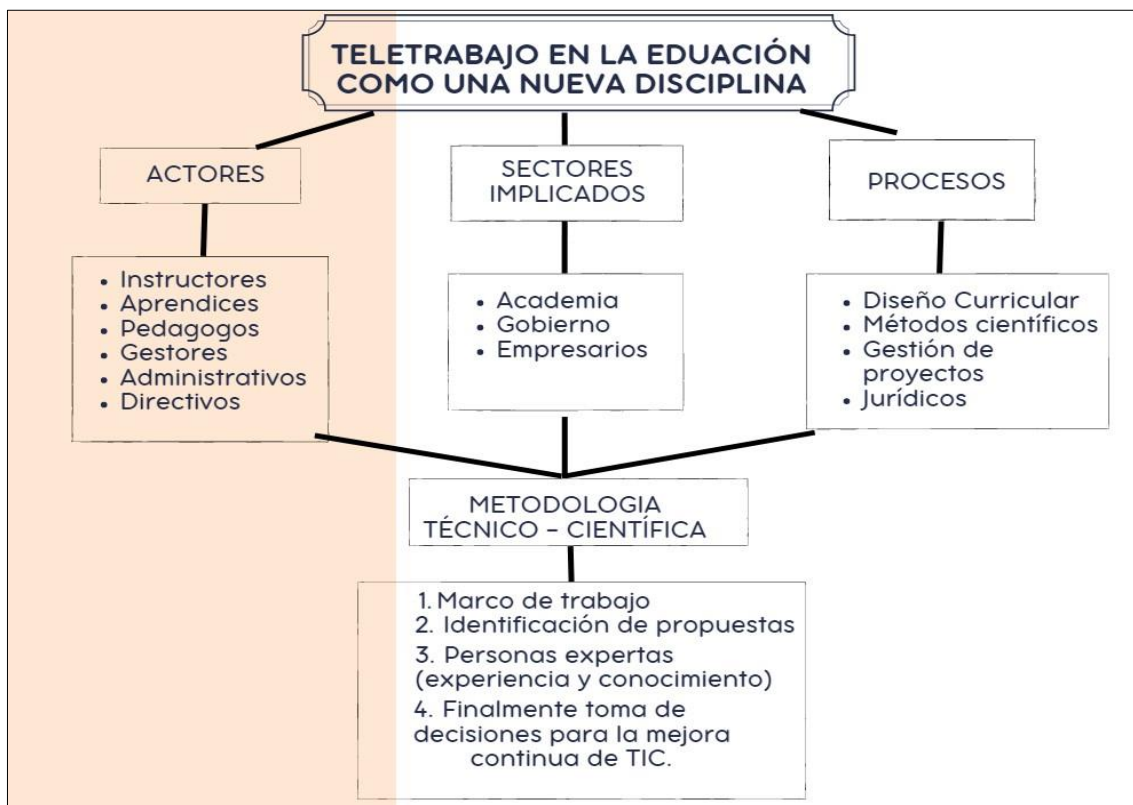 TELETRABAJO EN LA EDUACIÓN
COMO UNA NUEVA DISCIPLINA
ACTORES
SECTORES
IMPLICADOS
PROCESOS
• Instructores
• Aprendices
• Pedagogos
• Gestores
• Administrativos
• Directivos
• Academia
• Gobierno
• Empresarios
• Diseño Curricular
• Métodos científicos
• Gestión de
proyectos
• Jurídicos
METODOLOGIA
TÉCNICO – CIENTÍFICA
1. Marco de trabajo
2. Identificación de propuestas
3. Personas expertas
(experiencia y conocimiento)
4. Finalmente toma de
decisiones para la mejora
continua de TIC.